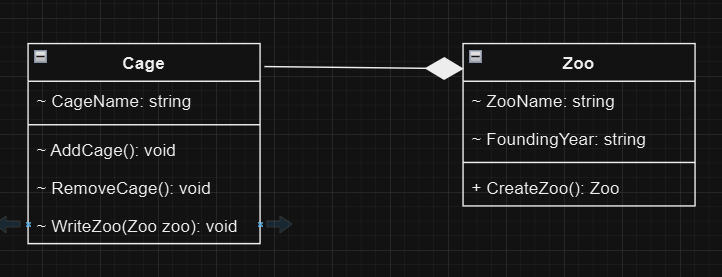 Cage
~ CageName: string
~ AddCage(): void
~ RemoveCage(): void
~ WriteZoo(Zoo zoo): void
Zoo
~ ZooName: string
~ FoundingYear: string
+ CreateZoo(): Zoo